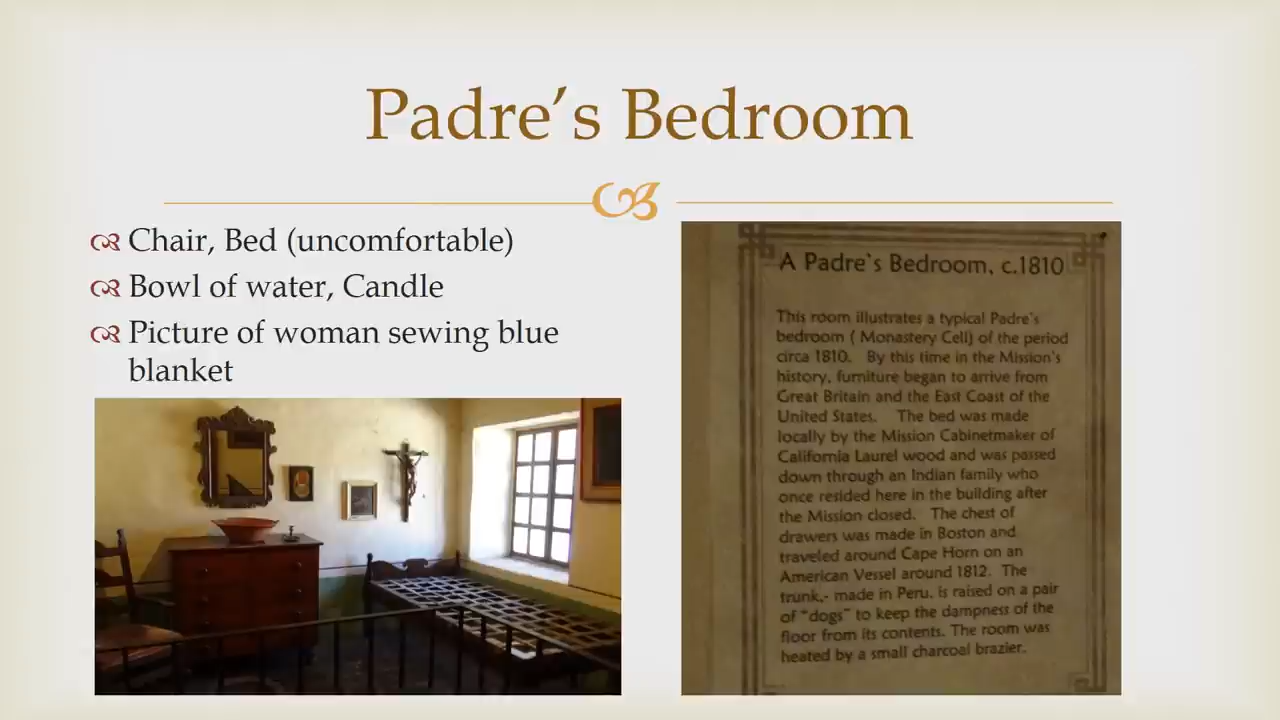 Padre's Bedroom
Chair, Bed (uncomfortable)
Bowl of water, Candle
Picture of woman sewing blue
blanket
A Padre's Bedroom, c.1810
This room illustrates a typical Padre's
bedroom ( Monastery Cell) of the period
circa 1810. By this time in the Mission's
history, furniture began to arrive from
Great Britain and the East Coast of the
United States. The bed was made
locally by the Mission Cabinetmaker of
California Laurel wood and was passed
down through an Indian family who
once resided here in the building after
the Mission closed. The chest of
drawers was made in Boston and
traveled around Cape Horn on an
American Vessel around 1812. The
trunk,- made in Peru, is raised on a pair
of "dogs" to keep the dampness of the
floor from its contents. The room was
heated by a small charcoal brazier.